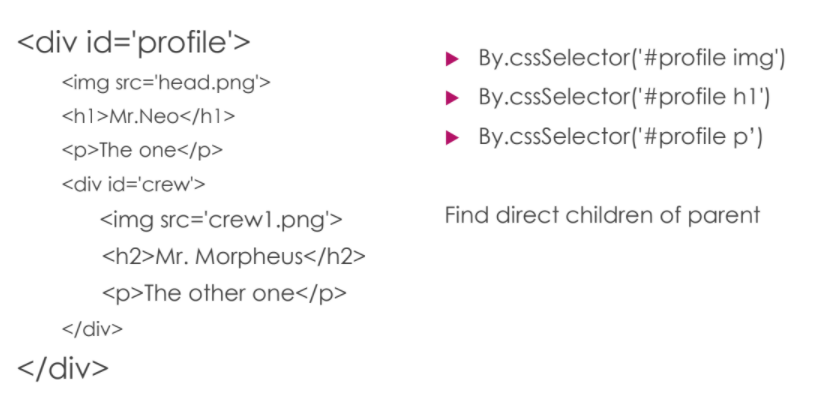 <div id='profile'>
<img src='head.png'>
<h1>Mr.Neo</h1>
<p>The one</p>
<div id='crew'>
<img src='crew1.png'>
<h2>Mr. Morpheus</h2>
<p>The other one</p>
</div>
</div>
By.cssSelector('#profile img')
By.cssSelector('#profile h1')
By.cssSelector('#profile p’)
Find direct children of parent